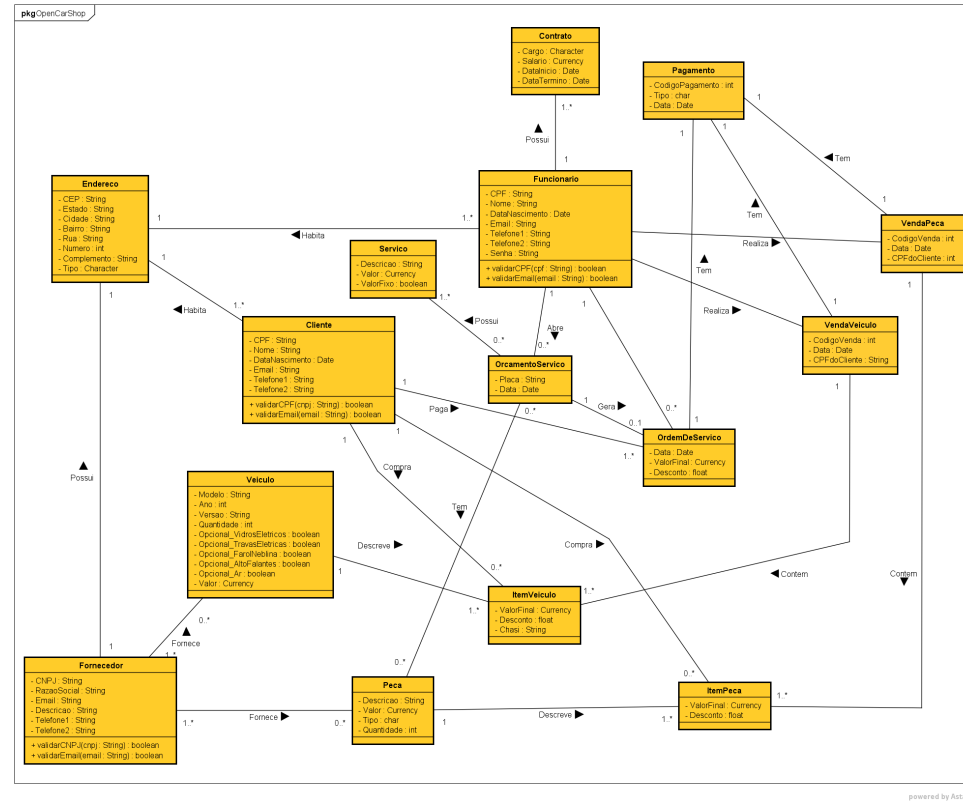 pkg OpenCarShop
Contrato
- Cargo : Character
- Salario : Currency
- DataInicio : Date
- DataTermino : Date
1..*
Possui
1
Pagamento
- CodigoPagamento : int
- Tipo : char
- Data : Date
1
1
1
Tem
1
Funcionario
- CPF : String
- Nome : String
- DataNascimento : Date
- Email : String
- Telefone1 : String
- Telefone2 : String
- Senha : String
+ validarCPF(cpf : String) : boolean
+ validarEmail(email : String) : boolean
Endereco
- CEP : String
- Estado : String
- Cidade : String
- Bairro : String
- Rua : String
- Numero : int
- Complemento : String
- Tipo : Character
1
1..*
Habita
1
1
Habita
1..*
Servico
- Descricao : String
- Valor : Currency
- ValorFixo : boolean
1..*
Possui
0..*
VendaPeca
- CodigoVenda : int
- Data : Date
- CPFdoCliente : int
1
Tem
Realiza
Tem
Realiza
1
1
1
Abre
0..*
Cliente
- CPF : String
- Nome : String
- DataNascimento : Date
- Email : String
- Telefone1 : String
- Telefone2 : String
+ validarCPF(cnpj : String) : boolean
+ validarEmail(email : String) : boolean
VendaVeiculo
- CodigoVenda : int
- Data : Date
- CPFdoCliente : String
1
1
OrcamentoServico
- Placa : String
- Data : Date
0..*
1
Gera
0..1
1
Paga
1..*
0..*
OrdemDeServico
- Data : Date
- ValorFinal : Currency
- Desconto : float
1
1
Compra
Possui
Veiculo
- Modelo : String
- Ano : int
- Versao : String
- Quantidade : int
- Opcional_VidrosEletricos : boolean
- Opcional_TravasEletricas : boolean
- Opcional_FarolNeblina : boolean
- Opcional_AltoFalantes : boolean
- Opcional_Ar : boolean
- Valor : Currency
Tem
Descreve
Compra
1
0..*
1..*
ItemVeiculo
- ValorFinal : Currency
- Desconto : float
- Chasi : String
1..*
Contem
Contem
0..*
Fornece
1
1..*
Fornecedor
- CNPJ : String
- RazaoSocial : String
- Email : String
- Descricao : String
- Telefone1 : String
- Telefone2 : String
+ validarCNPJ(cnpj : String) : boolean
+ validarEmail(email : String) : boolean
1..*
Fornece
0..*
0..*
Peca
- Descricao : String
- Valor : Currency
- Tipo : char
- Quantidade : int
1
Descreve
1..*
0..*
ItemPeca
- ValorFinal : Currency
- Desconto : float
1..*
powered by Ast